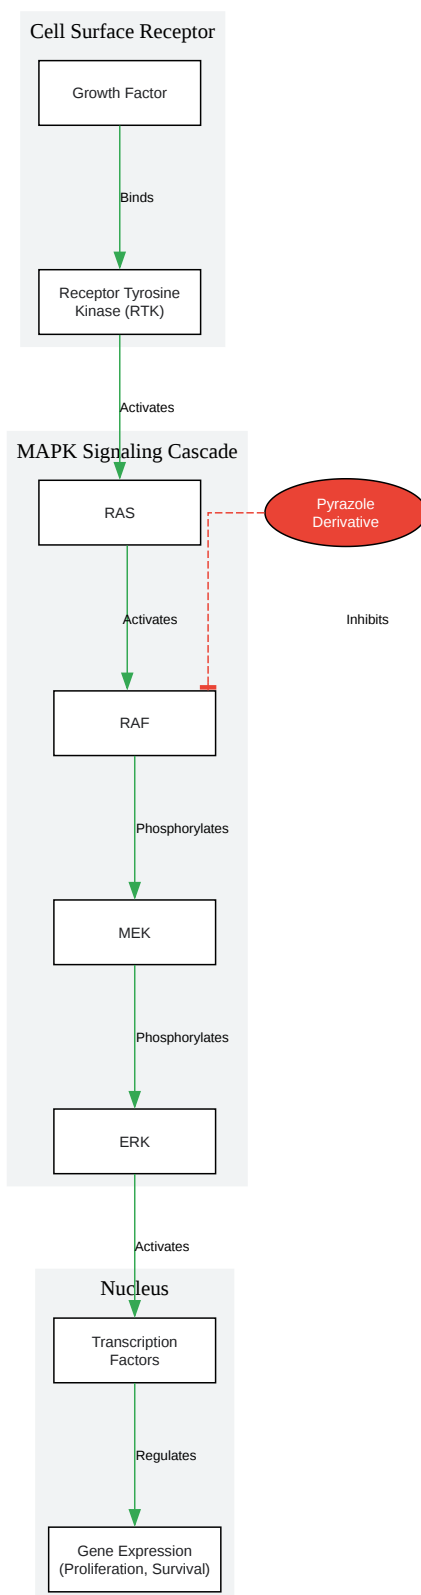 Cell Surface Receptor
Growth Factor
Binds
Receptor Tyrosine
Kinase (RTK)
Activates
MAPK Signaling Cascade
RAS
Pyrazole
Derivative
Activates
Inhibits
RAF
Phosphorylates
MEK
Phosphorylates
ERK
Activates
Nucleus
Transcription
Factors
Regulates
Gene Expression
(Proliferation, Survival)